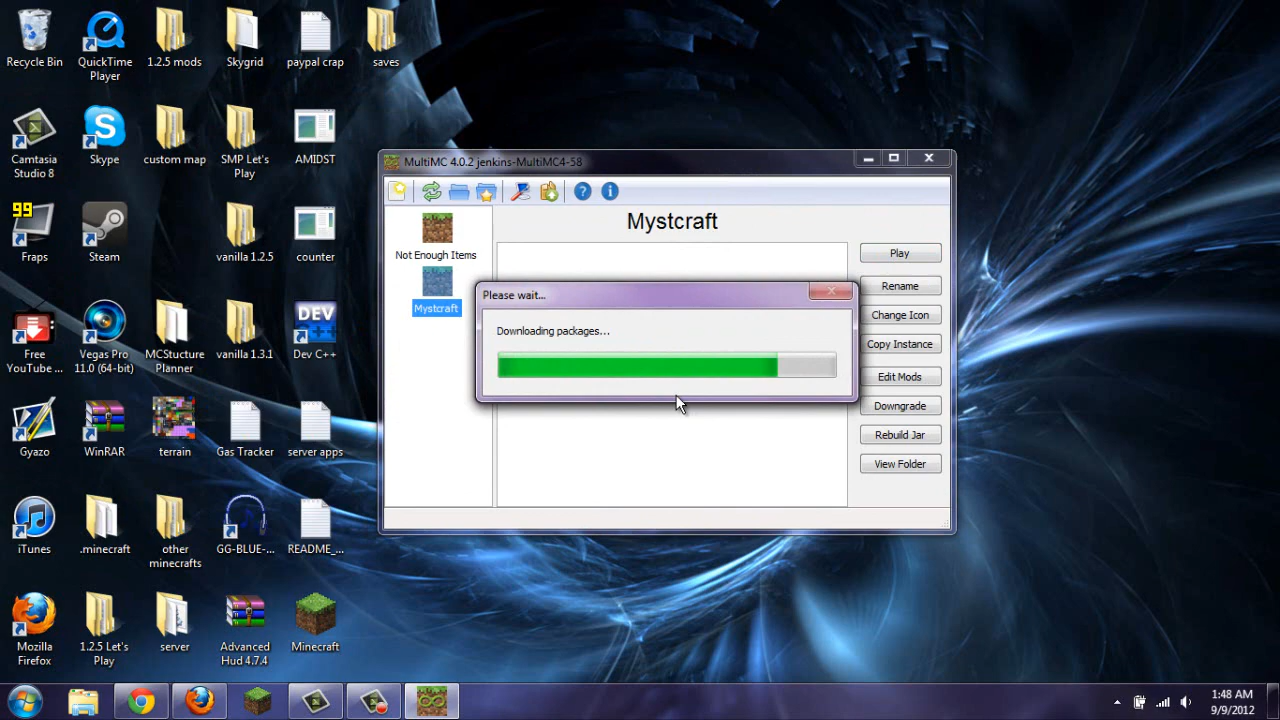 Recycle Bin
QuickTime
Player
1.2.5 mods
Skygrid
paypal crap
saves
Camtasia
Studio 8
Skype
custom map
SMP Let's
Play
AMIDST
99
Fraps
Steam
vanilla 1.2.5
counter
Free
YouTube ...
Vegas Pro
11.0 (64-bit)
MCStucture
Planner
vanilla 1.3.1
DEV
C++
Dev C++
Gyazo
WinRAR
terrain
Gas Tracker
server apps
iTunes
.minecraft
other
minecrafts
GG-BLUE-...
README_...
Mozilla
Firefox
1.2.5 Let's
Play
server
Advanced
Hud 4.7.4
Minecraft
MultiMC 4.0.2 jenkins-MultiMC4-58
Mystcraft
Not Enough Items
Mystcraft
Play
Rename
Change Icon
Copy Instance
Edit Mods
Downgrade
Rebuild Jar
View Folder
Please wait...
Downloading packages...
1:48 AM
9/9/2012